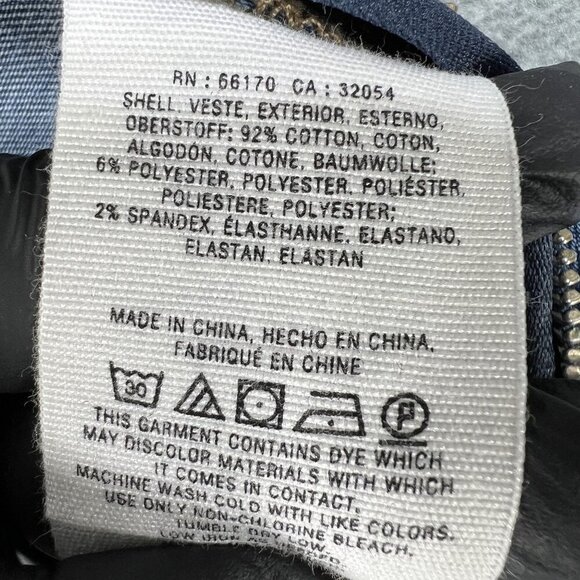 RN : 66170 CA : 32054
SHELL, VESTE, EXTERIOR, ESTERNO,
OBERSTOFF: 92% COTTON, COTON,
ALGODÓN, COTONE, BAUMWOLLE;
6% POLYESTER, POLYESTER, POLIÉSTER,
POLIESTERE, POLYESTER;
2% SPANDEX, ÉLASTHANNE, ELASTANO,
ELASTAN, ELASTAN
MADE IN CHINA, HECHO EN CHINA,
FABRIQUÉ EN CHINE
30 P
THIS GARMENT CONTAINS DYE WHICH
MAY DISCOLOR MATERIALS WITH WHICH
IT COMES IN CONTACT.
MACHINE WASH COLD WITH LIKE COLORS.
USE ONLY NON-CHLORINE BLEACH.
TUMBLE DRY LOW.
LOW IRON